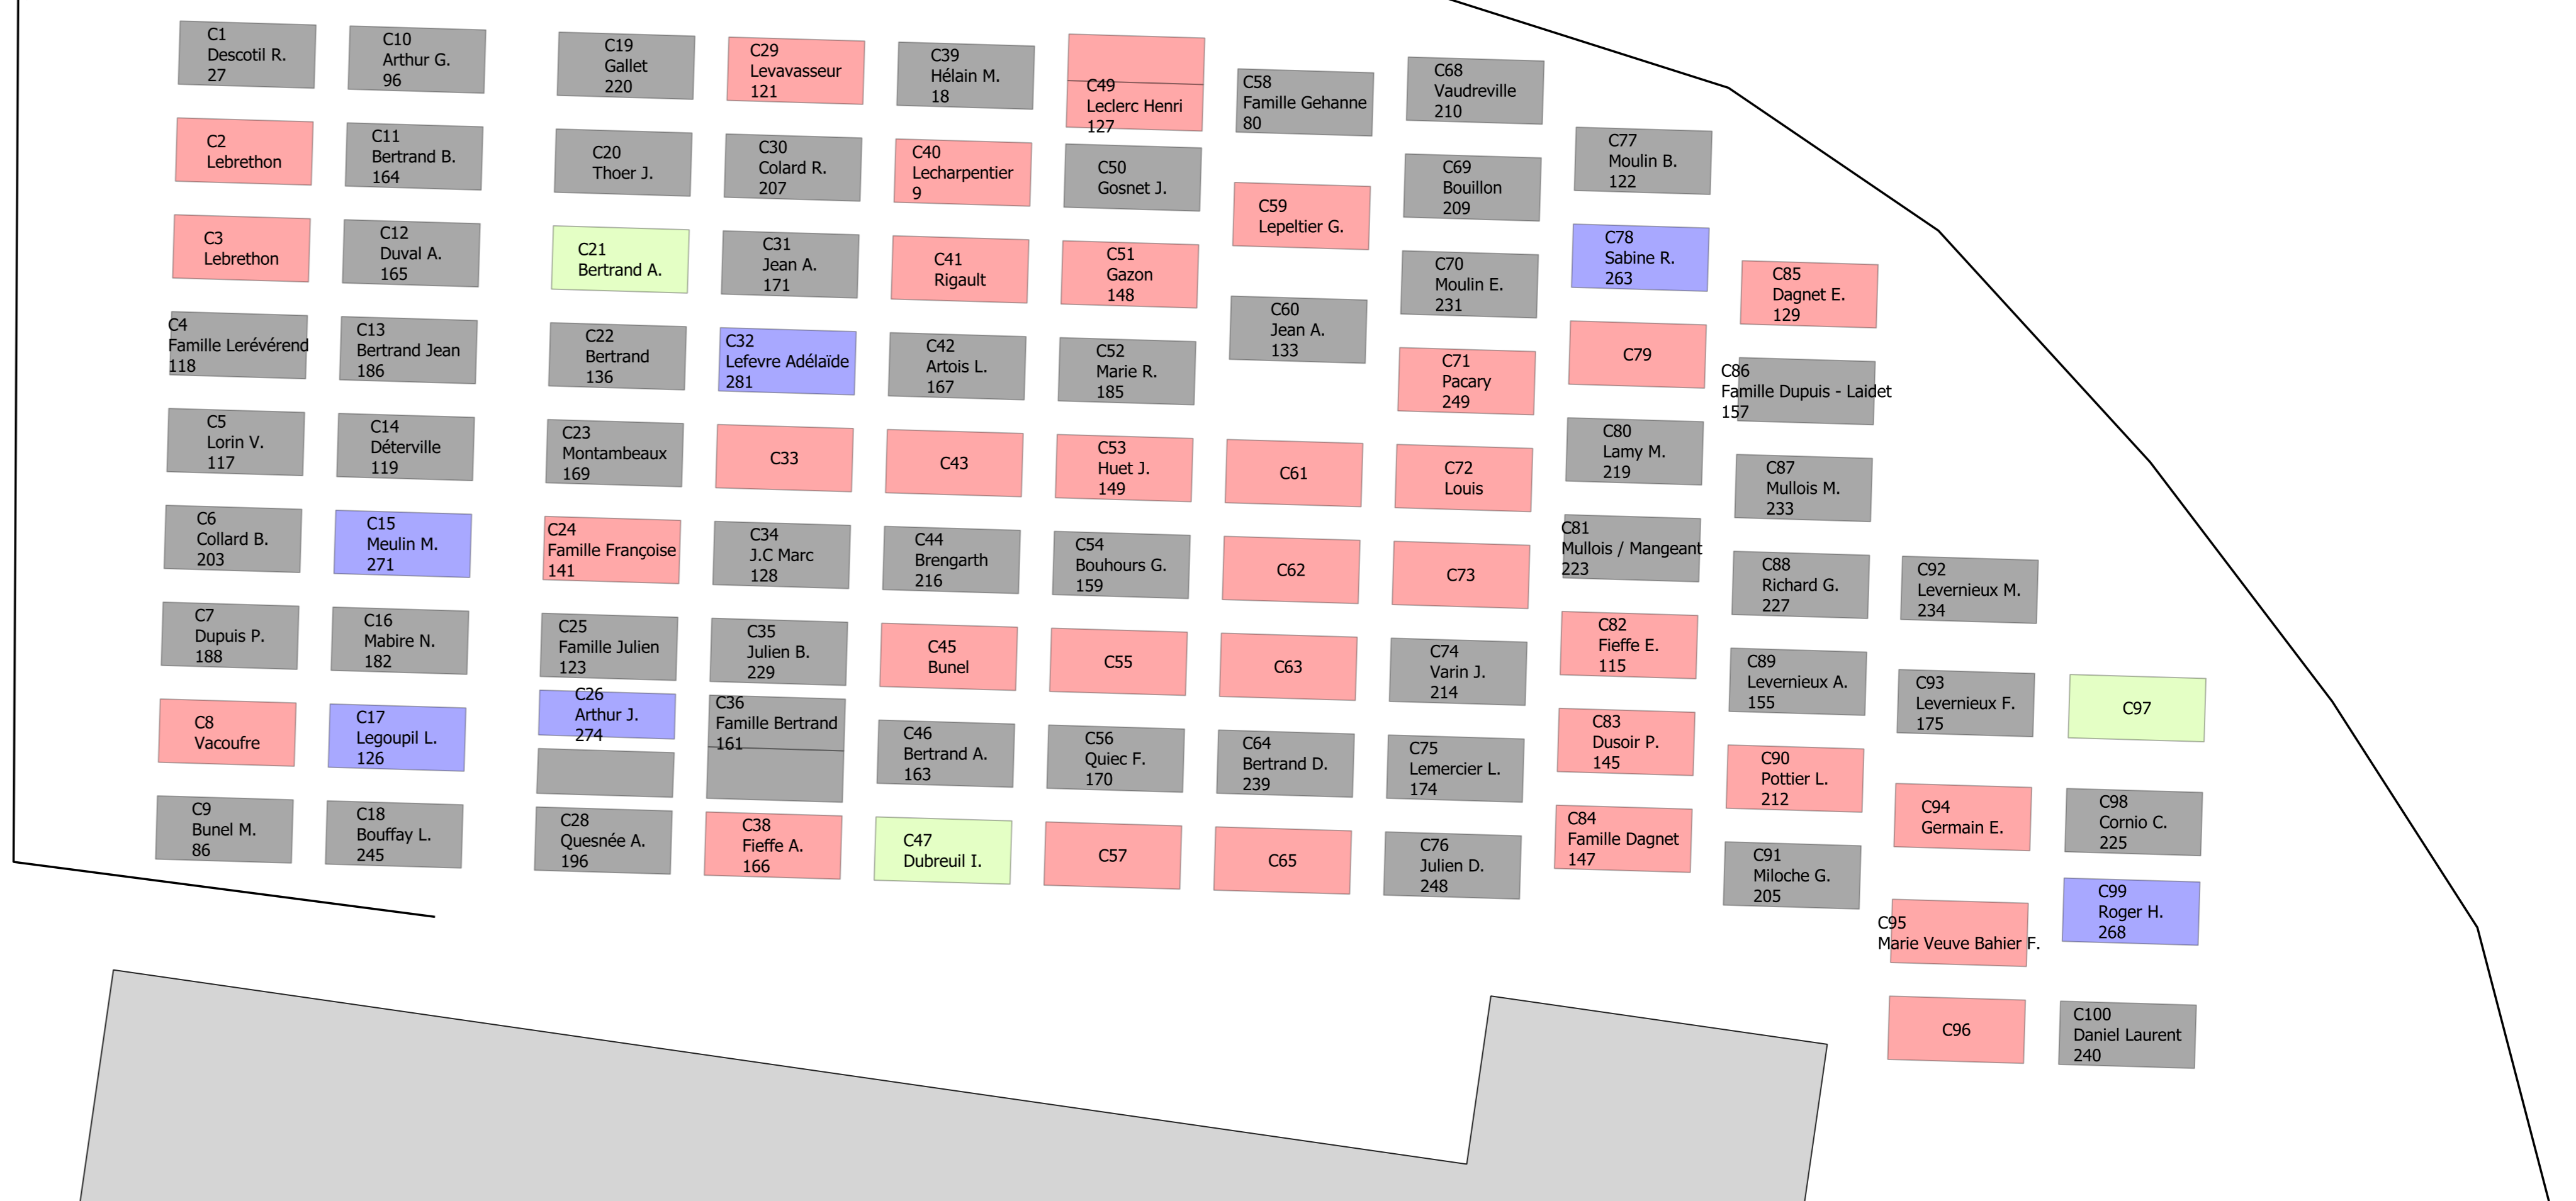 C1
Descotil R.
27
C2
Lebrethon
C3
Lebrethon
C4
Famille Lerévérend
118
C5
Lorin V.
117
C6
Collard B.
203
C7
Dupuis P.
188
C8
Vacoufre
C9
Bunel M.
86
C10
Arthur G.
96
C11
Bertrand B.
164
C12
Duval A.
165
C13
Bertrand Jean
186
C14
Déterville
119
C15
Meulin M.
271
C16
Mabire N.
182
C17
Legoupil L.
126
C18
Bouffay L.
245
C19
Gallet
220
C20
Thoer J.
C21
Bertrand A.
C22
Bertrand
136
C23
Montambeaux
169
C24
Famille Françoise
141
C25
Famille Julien
123
C26
Arthur J.
274
C28
Quesnée A.
196
C29
Levavasseur
121
C30
Colard R.
207
C31
Jean A.
171
C32
Lefevre Adélaïde
281
C33
C34
J.C Marc
128
C35
Julien B.
229
C36
Famille Bertrand
161
C38
Fieffe A.
166
C39
Hélain M.
18
C40
Lecharpentier
9
C41
Rigault
C42
Artois L.
167
C43
C44
Brengarth
216
C45
Bunel
C46
Bertrand A.
163
C47
Dubreuil I.
C49
Leclerc Henri
127
C50
Gosnet J.
C51
Gazon
148
C52
Marie R.
185
C53
Huet J.
149
C54
Bouhours G.
159
C55
C56
Quiec F.
170
C57
C58
Famille Gehanne
80
C59
Lepeltier G.
C60
Jean A.
133
C61
C62
C63
C64
Bertrand D.
239
C65
C68
Vaudreville
210
C69
Bouillon
209
C70
Moulin E.
231
C71
Pacary
249
C72
Louis
C73
C74
Varin J.
214
C75
Lemercier L.
174
C76
Julien D.
248
C77
Moulin B.
122
C78
Sabine R.
263
C79
C80
Lamy M.
219
C81
Mullois / Mangeant
223
C82
Fieffe E.
115
C83
Dusoir P.
145
C84
Famille Dagnet
147
C85
Dagnet E.
129
C86
Famille Dupuis - Laidet
157
C87
Mullois M.
233
C88
Richard G.
227
C89
Levernieux A.
155
C90
Pottier L.
212
C91
Miloche G.
205
C92
Levernieux M.
234
C93
Levernieux F.
175
C94
Germain E.
C95
Marie Veuve Bahier F.
C96
C97
C98
Cornio C.
225
C99
Roger H.
268
C100
Daniel Laurent
240